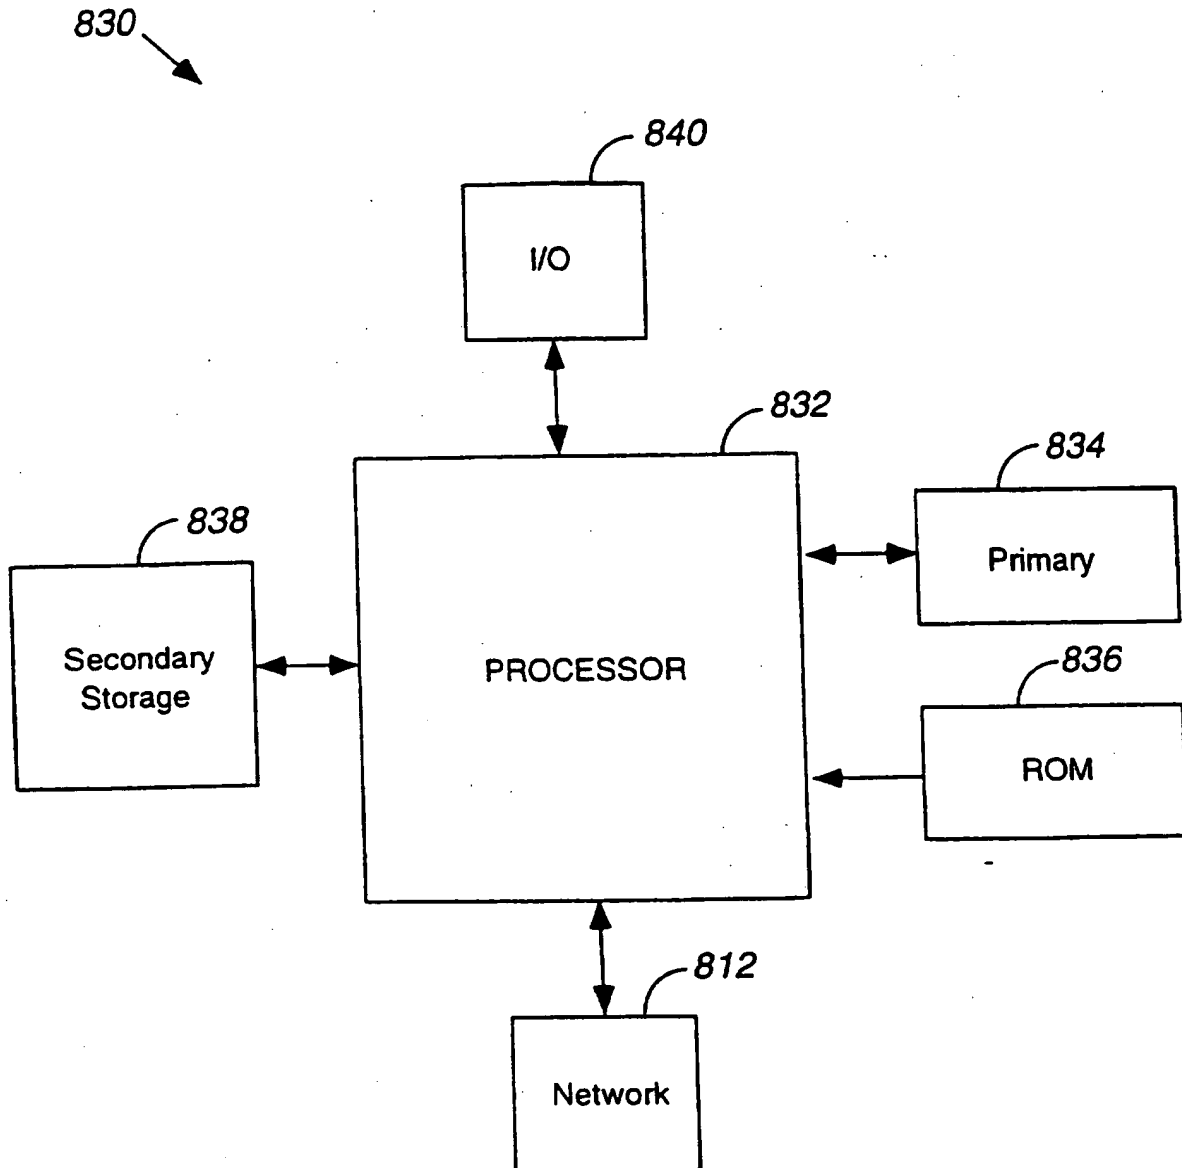 830
840
I/O
832
834
838
Primary
Secondary
Storage
PROCESSOR
836
ROM
812
Network